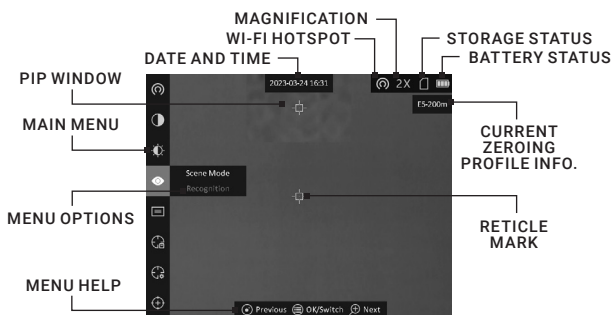 MAGNIFICATION
WI-FI HOTSPOT
STORAGE STATUS
DATE AND TIME
BATTERY STATUS
PIP WINDOW
2023-03-24 16:31
2X
E5-200m
MAIN MENU
CURRENT
ZEROING
PROFILE INFO.
Scene Mode
Recognition
MENU OPTIONS
RETICLE
MARK
MENU HELP
Previous OK/Switch Next